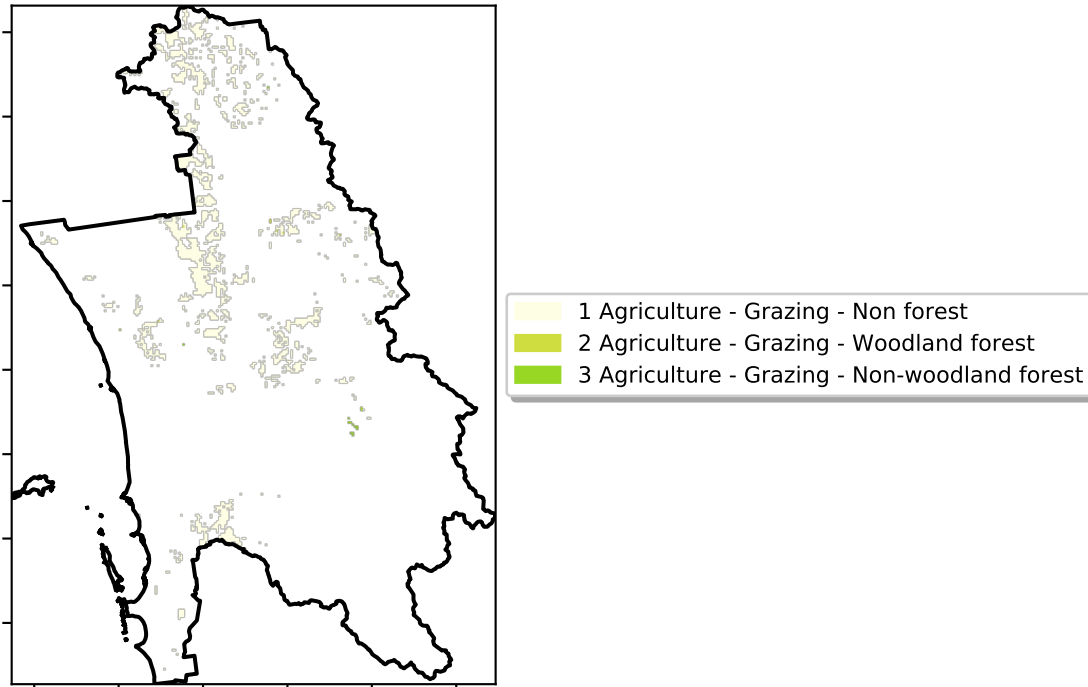 1 Agriculture - Grazing - Non forest
2 Agriculture - Grazing - Woodland forest
3 Agriculture - Grazing - Non-woodland forest